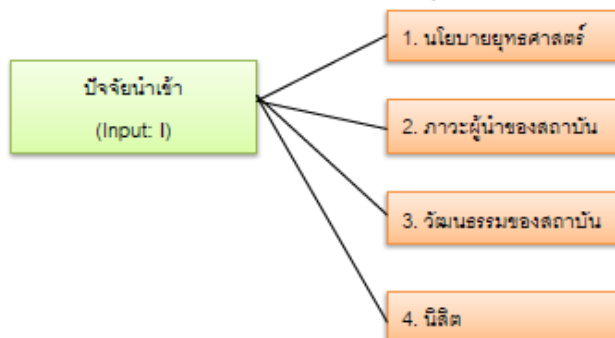 ปัจจัยนำเข้า
(Input: I)
1. นโยบายยุทธศาสตร์
2. ภาวะผู้นำของสถาบัน
3. วัฒนธรรมของสถาบัน
4. นิสิต